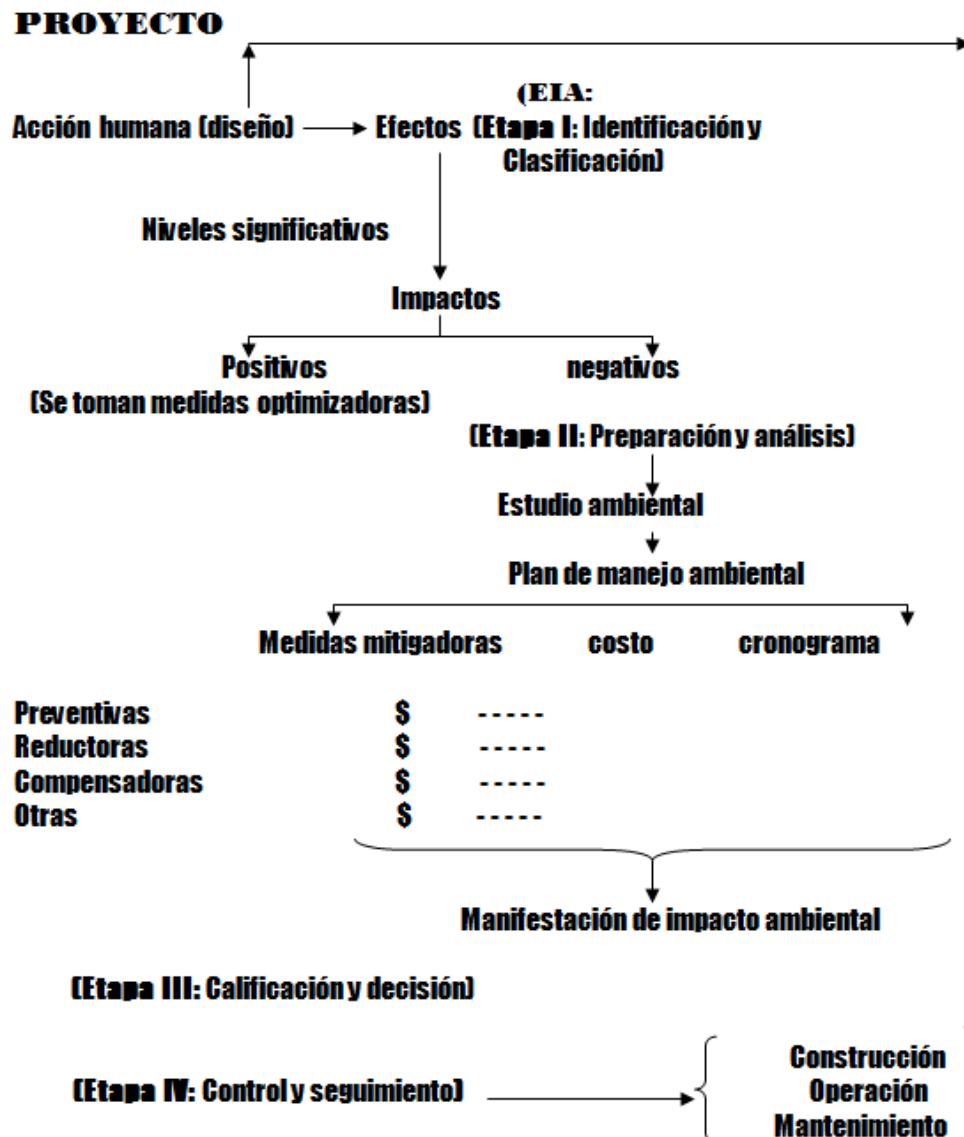 PROYECTO
(EIA:
Acción humana (diseño) Efectos (Etapa I: Identificación y
Clasificación)
Niveles significativos
Impactos
Positivos negativos
(Se toman medidas optimizadoras)
(Etapa II: Preparación y análisis)
Estudio ambiental
Plan de manejo ambiental
Medidas mitigadoras costo cronograma
Preventivas $ - - - - -
Reductoras $ - - - - -
Compensadoras $ - - - - -
Otras $ - - - - -
Manifestación de impacto ambiental
(Etapa III: Calificación y decisión)
Construcción
(Etapa IV: Control y seguimiento) Operación
Mantenimiento